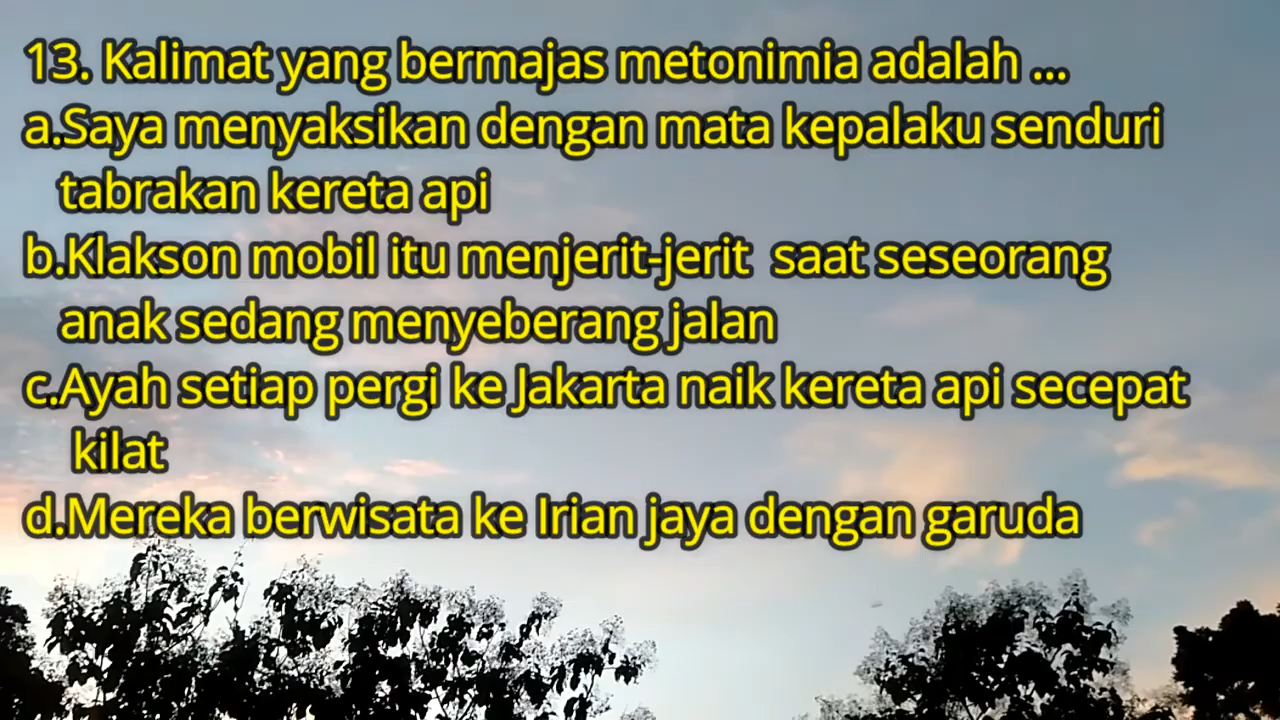 13. Kalimat yang bermajas metonimia adalah ...
a.Saya menyaksikan dengan mata kepalaku senduri
tabrakan kereta api
b.Klakson mobil itu menjerit-jerit saat seseorang
anak sedang menyeberang jalan
c.Ayah setiap pergi ke Jakarta naik kereta api secepat
kilat
d.Mereka berwisata ke Irian jaya dengan garuda